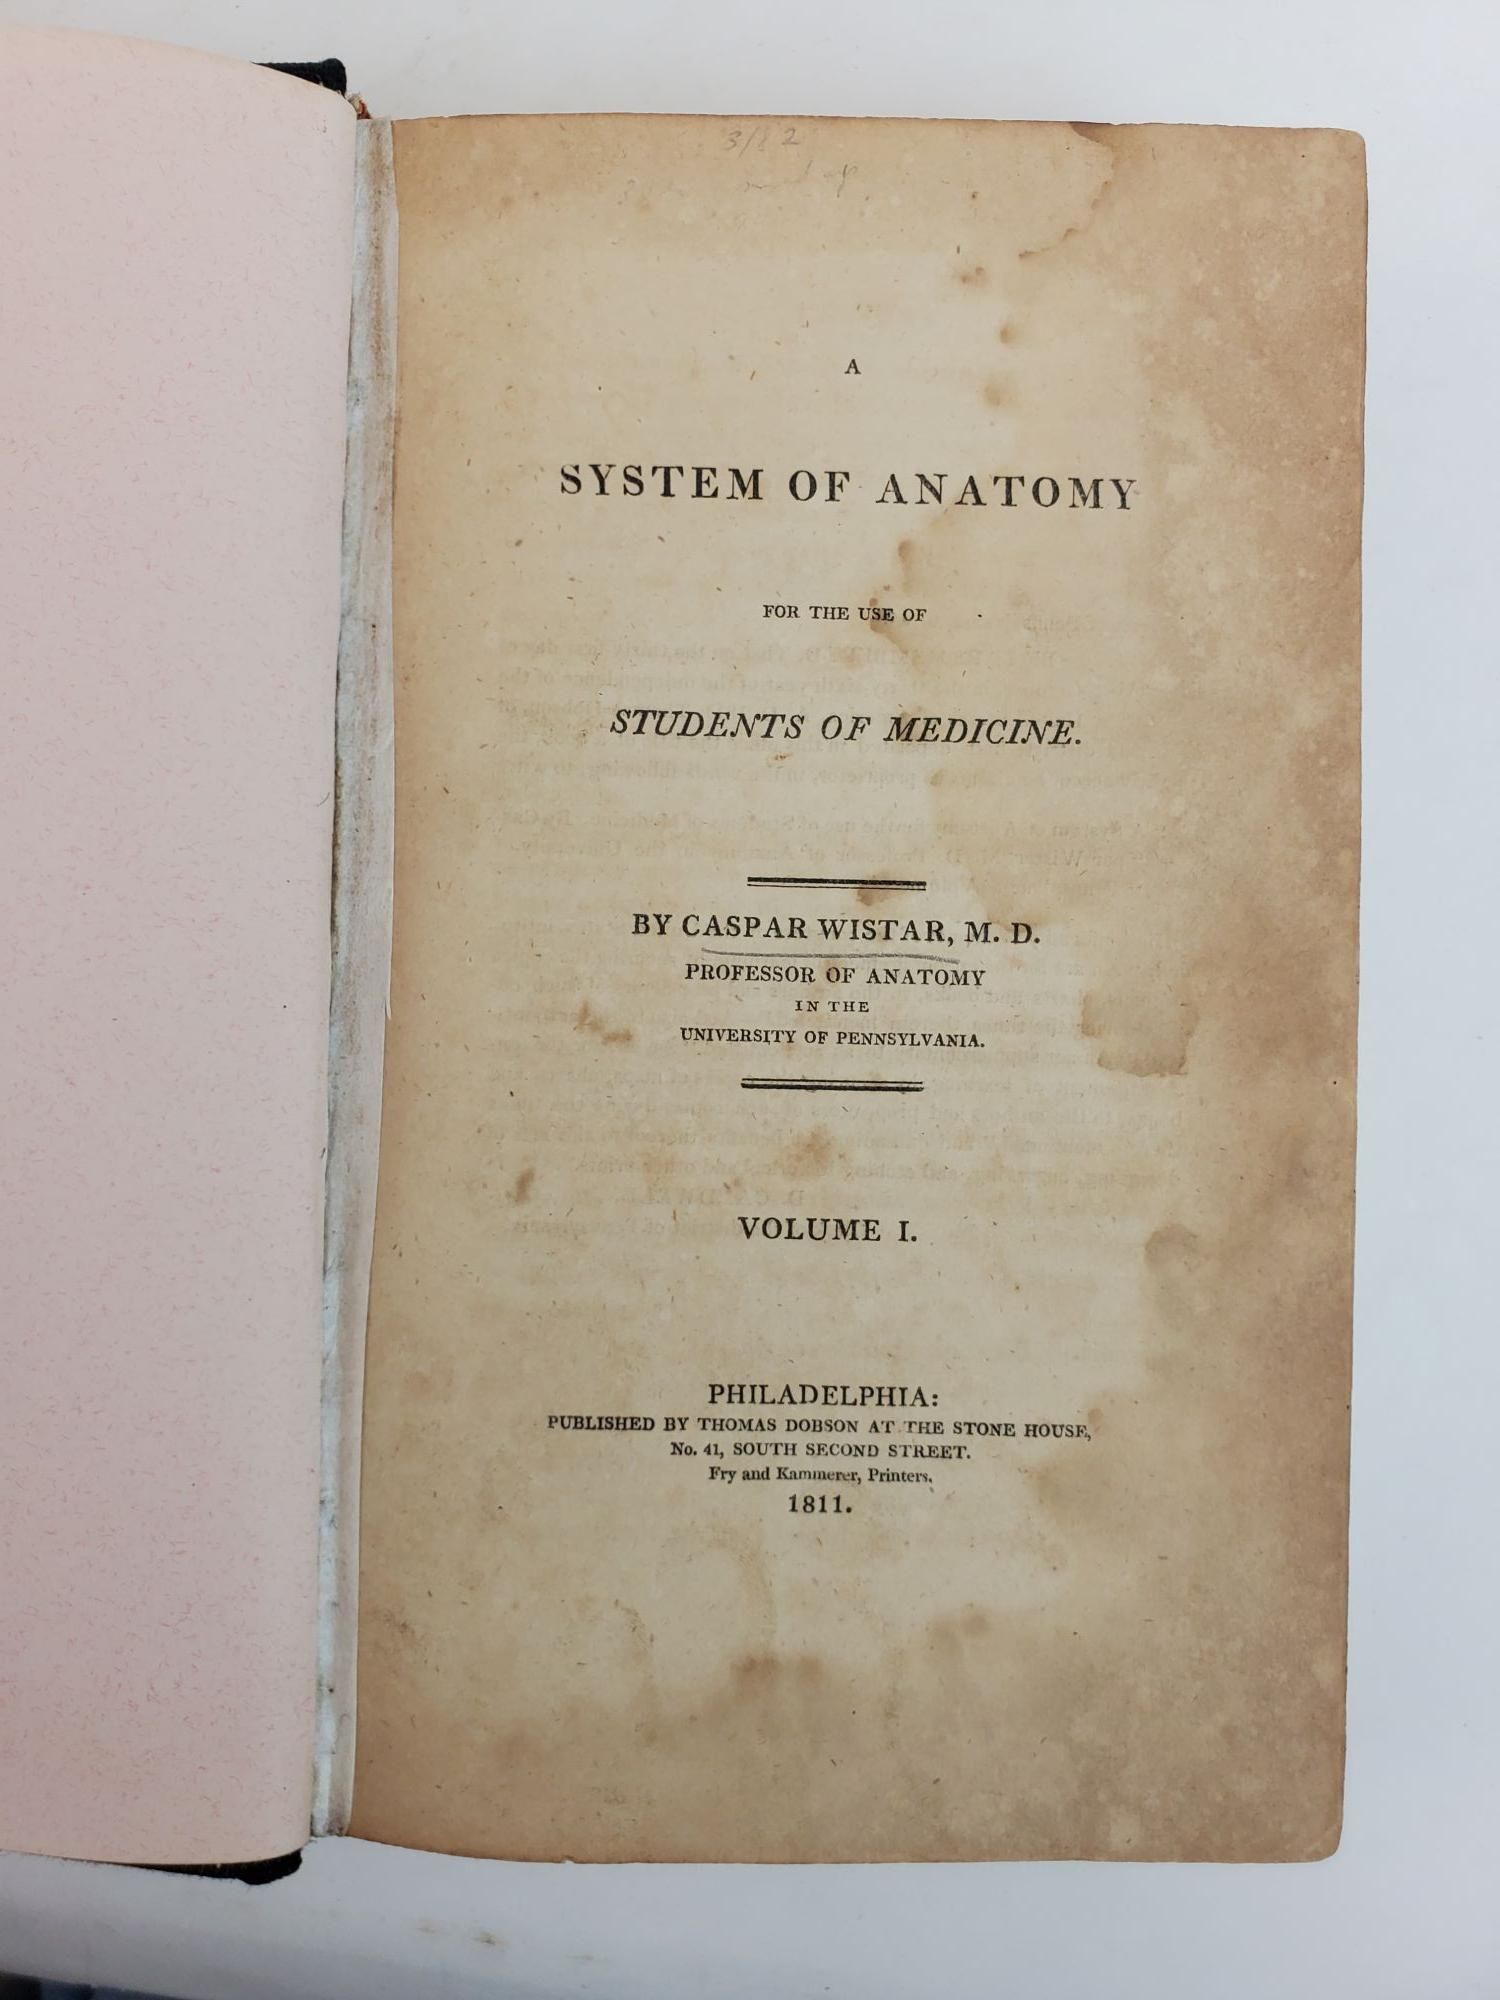 A
SYSTEM OF ANATOMY
FOR THE USE OF
STUDENTS OF MEDICINE.
BY CASPAR WISTAR, M. D.
PROFESSOR OF ANATOMY
IN THE
UNIVERSITY OF PENNSYLVANIA.
VOLUME I.
PHILADELPHIA:
PUBLISHED BY THOMAS DOBSON AT THE STONE HOUSE,
No. 41, SOUTH SECOND STREET.
Fry and Kammerer, Printers.
1811.